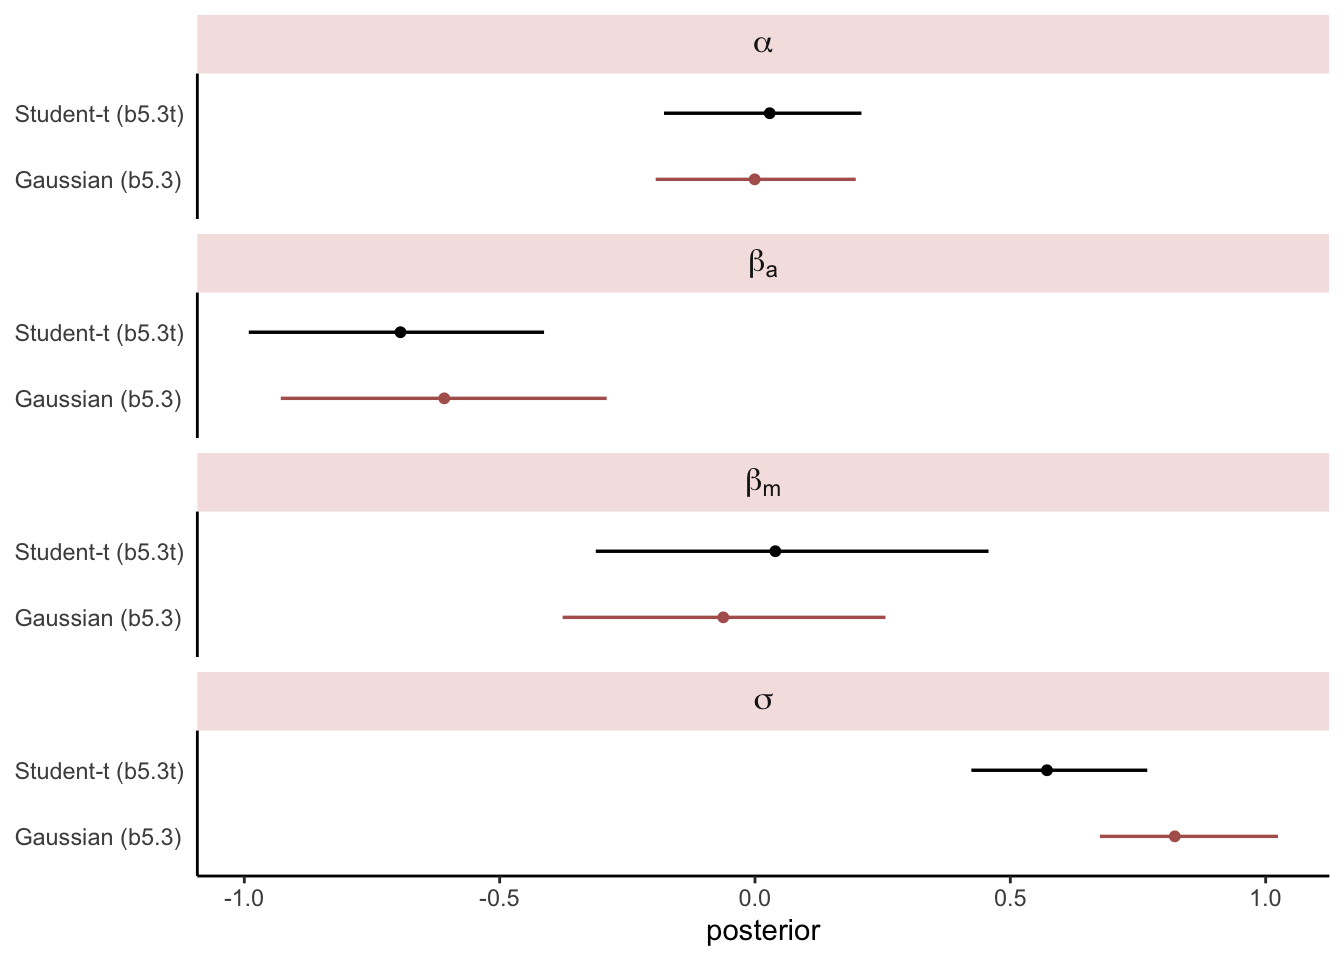 α
Student-t (b5.3t)
Gaussian (b5.3)
βa
Student-t (b5.3t)
Gaussian (b5.3)
βm
Student-t (b5.3t)
Gaussian (b5.3)
σ
Student-t (b5.3t)
Gaussian (b5.3)
-1.0 -0.5 0.0 0.5 1.0
posterior